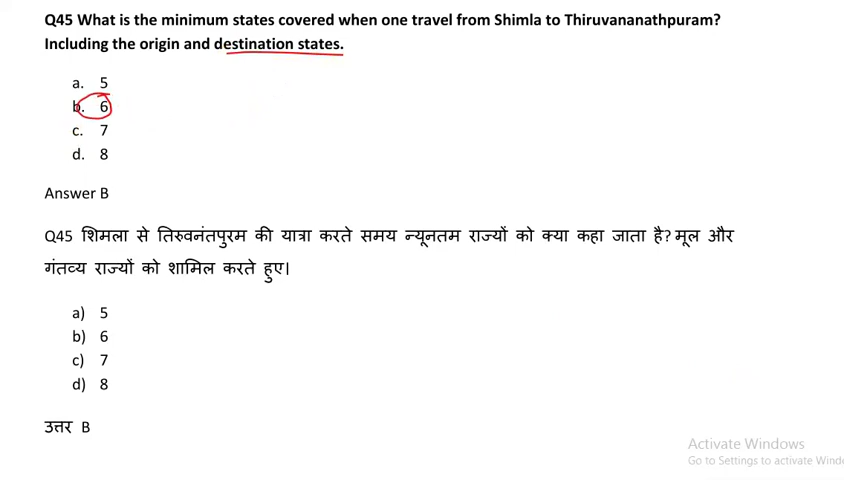 Q45 What is the minimum states covered when one travel from Shimla to Thiruvananathpuram?
Including the origin and destination states.
a. 5
b. 6
c. 7
d. 8
Answer B
Q45 शिमला से तिरुवनंतपुरम की यात्रा करते समय न्यूनतम राज्यों को क्या कहा जाता है? मूल और
गंतव्य राज्यों को शामिल करते हुए।
a) 5
b) 6
c) 7
d) 8
उत्तर B
Activate Windows
Go to Settings to activate Winde